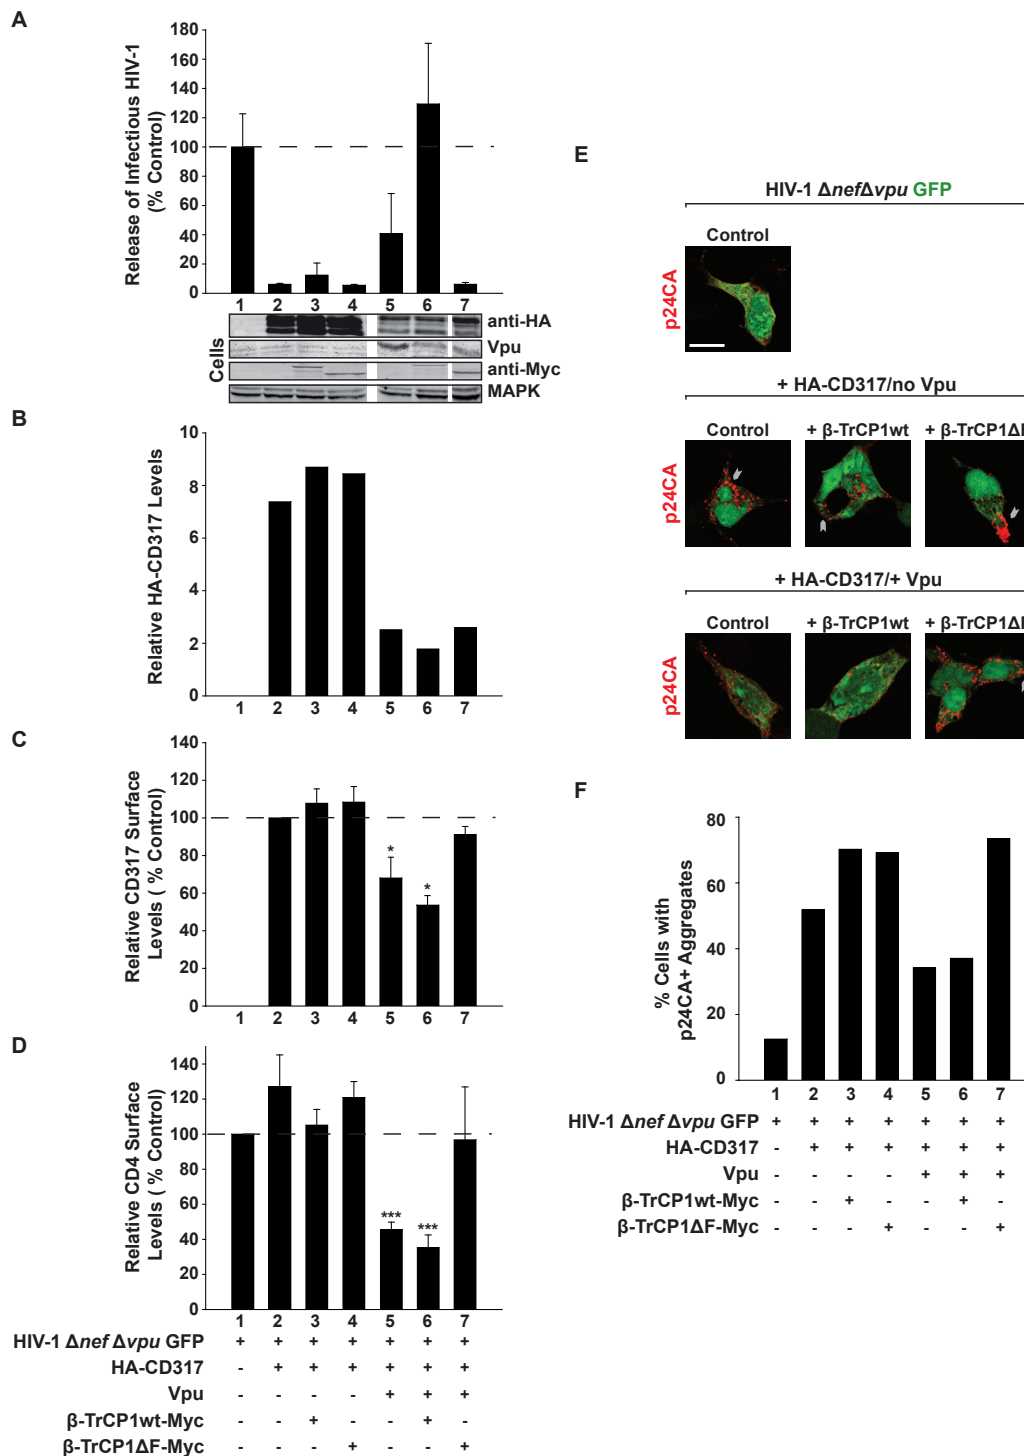 A
Release of Infectious HIV-1
(% Control)
180
160
140
120
100
80
60
40
20
0
1 2 3 4 5 6 7
Cells
anti-HA
Vpu
anti-Myc
MAPK
B
Relative HA-CD317 Levels
10
8
6
4
2
0
1 2 3 4 5 6 7
C
Relative CD317 Surface
Levels ( % Control)
140
120
100
80
60
40
20
0
* *
1 2 3 4 5 6 7
D
Relative CD4 Surface
Levels ( % Control)
140
120
100
80
60
40
20
0
*** ***
1 2 3 4 5 6 7
HIV-1 Δnef Δvpu GFP + + + + + + +
HA-CD317 - + + + + + +
Vpu - - - - + + +
β-TrCP1wt-Myc - - + - - + -
β-TrCP1ΔF-Myc - - - + - - +
E
HIV-1 ΔnefΔvpu GFP
Control
p24CA
+ HA-CD317/no Vpu
Control + β-TrCP1wt + β-TrCP1ΔF
p24CA
+ HA-CD317/+ Vpu
Control + β-TrCP1wt + β-TrCP1ΔF
p24CA
F
% Cells with
p24CA+ Aggregates
80
60
40
20
0
1 2 3 4 5 6 7
HIV-1 Δnef Δvpu GFP + + + + + + +
HA-CD317 - + + + + + +
Vpu - - - - + + +
β-TrCP1wt-Myc - - + - - + -
β-TrCP1ΔF-Myc - - - + - - +